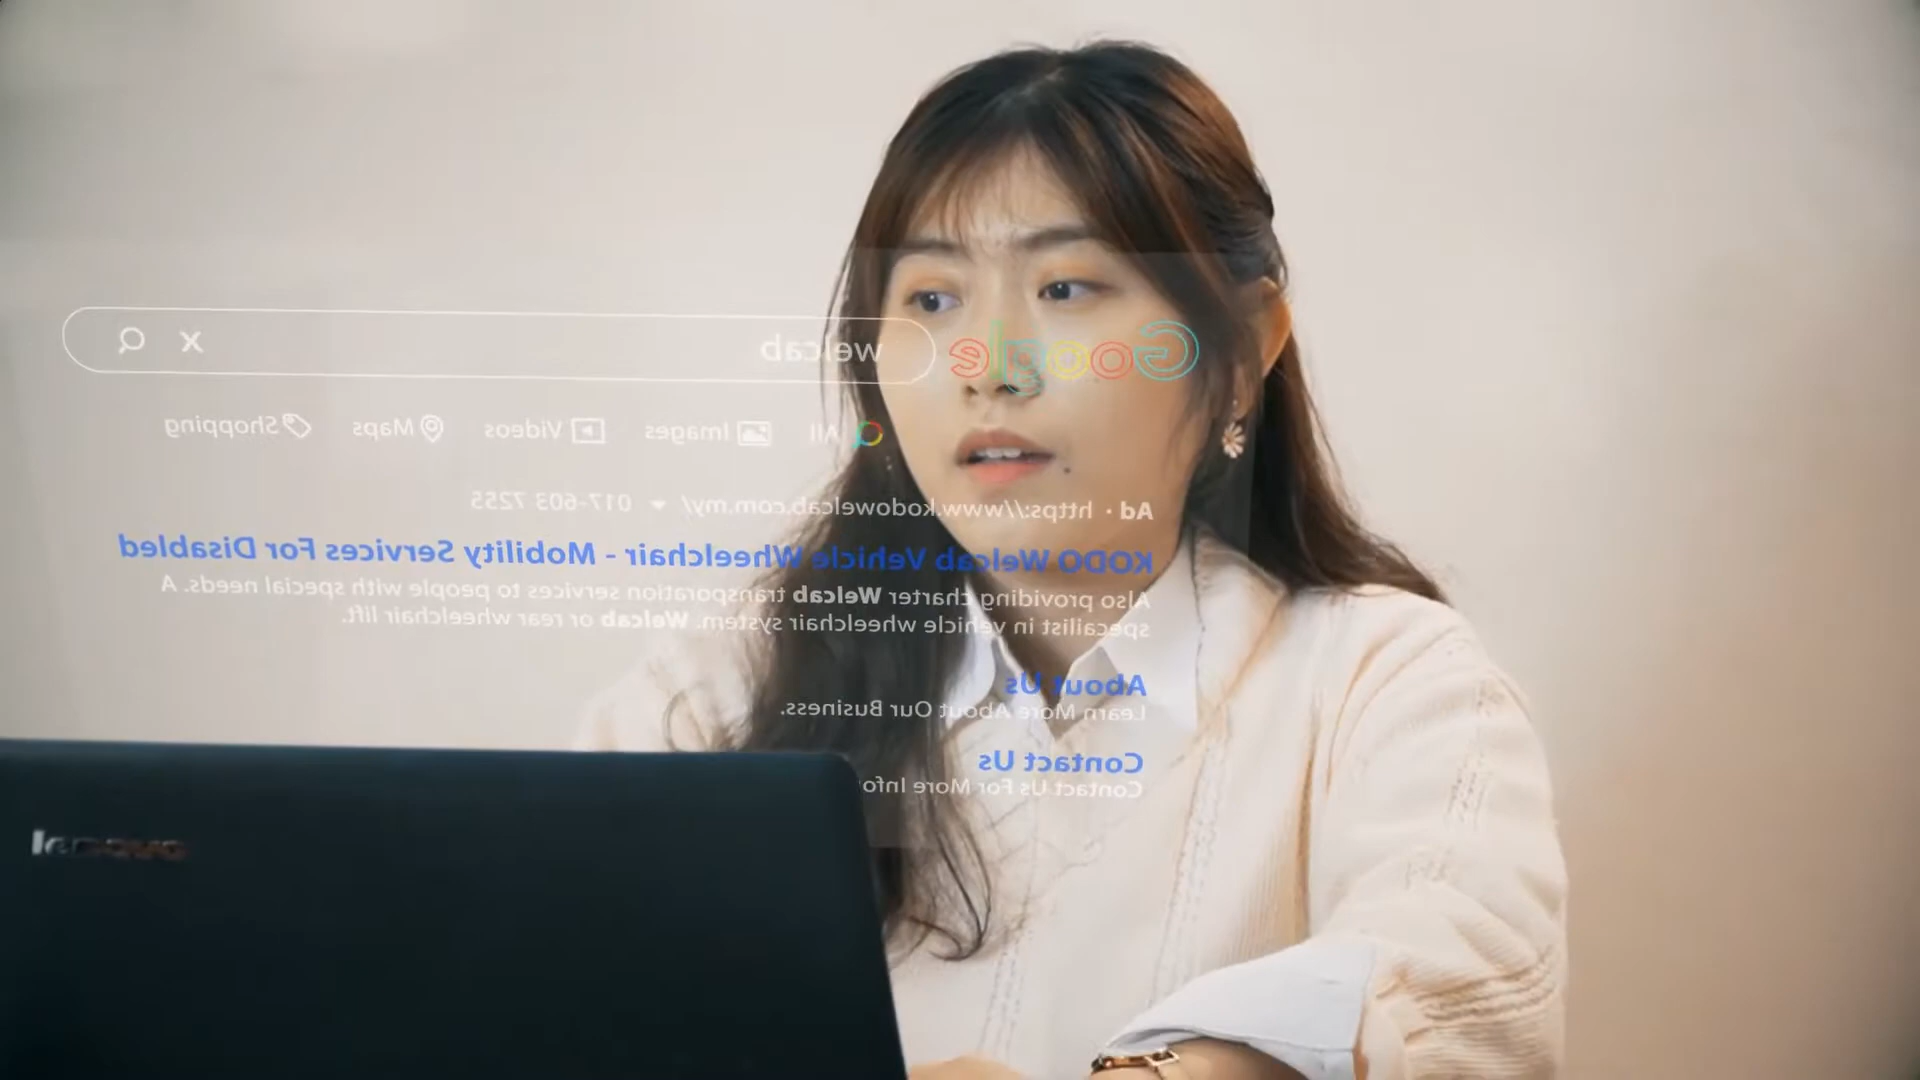 Google welcab X
All Images Videos Maps Shopping
Ad · https://www.kodowelcab.com.my/ 017-603 7255
KODO Welcab Vehicle Wheelchair - Mobility Services For Disabled
Also providing charter Welcab transporation services to people with special needs. A
specailist in vehicle wheelchair system. Welcab or rear wheelchair lift.
About Us
Learn More About Our Business.
Contact Us
Contact Us For More Info
lenovo